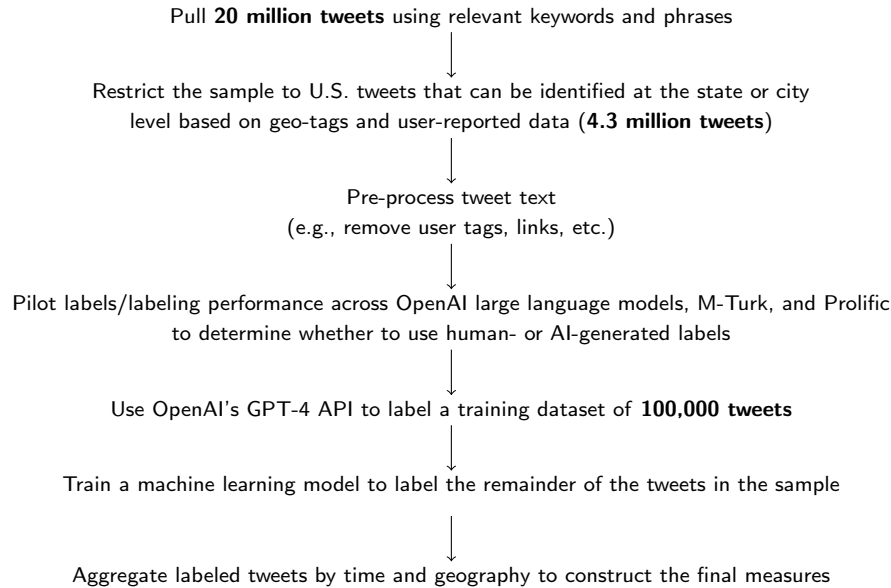 Pull 20 million tweets using relevant keywords and phrases
Restrict the sample to U.S. tweets that can be identified at the state or city
level based on geo-tags and user-reported data (4.3 million tweets)
Pre-process tweet text
(e.g., remove user tags, links, etc.)
Pilot labels/labeling performance across OpenAI large language models, M-Turk, and Prolific
to determine whether to use human- or AI-generated labels
Use OpenAI's GPT-4 API to label a training dataset of 100,000 tweets
Train a machine learning model to label the remainder of the tweets in the sample
Aggregate labeled tweets by time and geography to construct the final measures